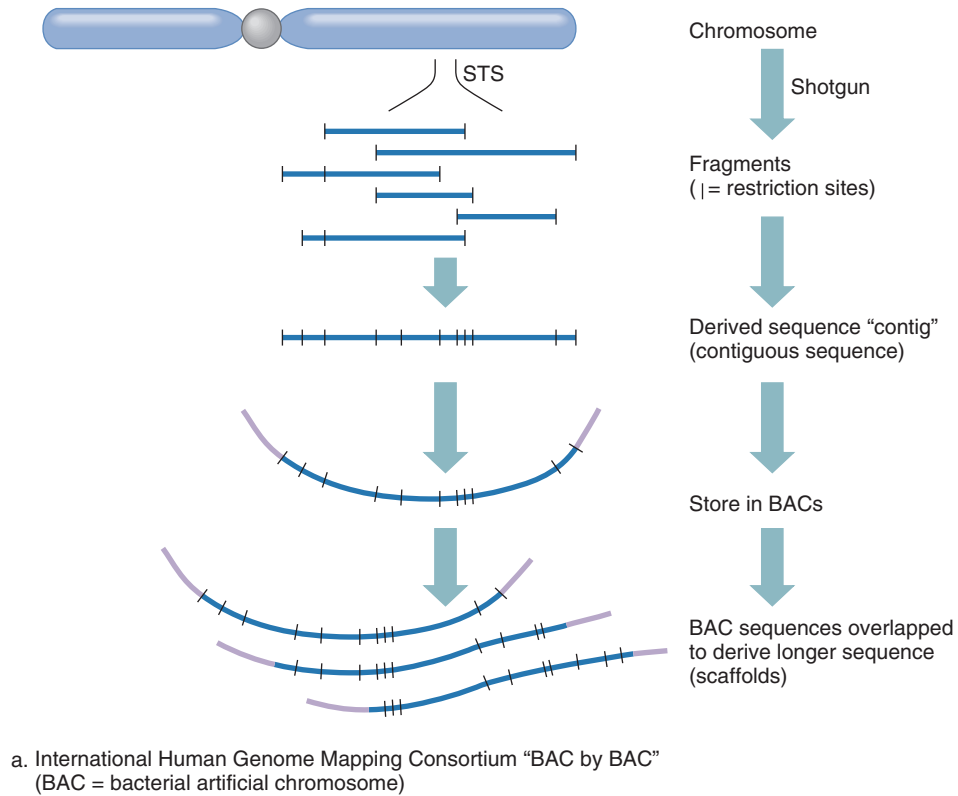 Chromosome
STS
Shotgun
Fragments
(|= restriction sites)
Derived sequence “contig”
(contiguous sequence)
Store in BACs
BAC sequences overlapped
to derive longer sequence
(scaffolds)
a. International Human Genome Mapping Consortium “BAC by BAC”
(BAC = bacterial artificial chromosome)